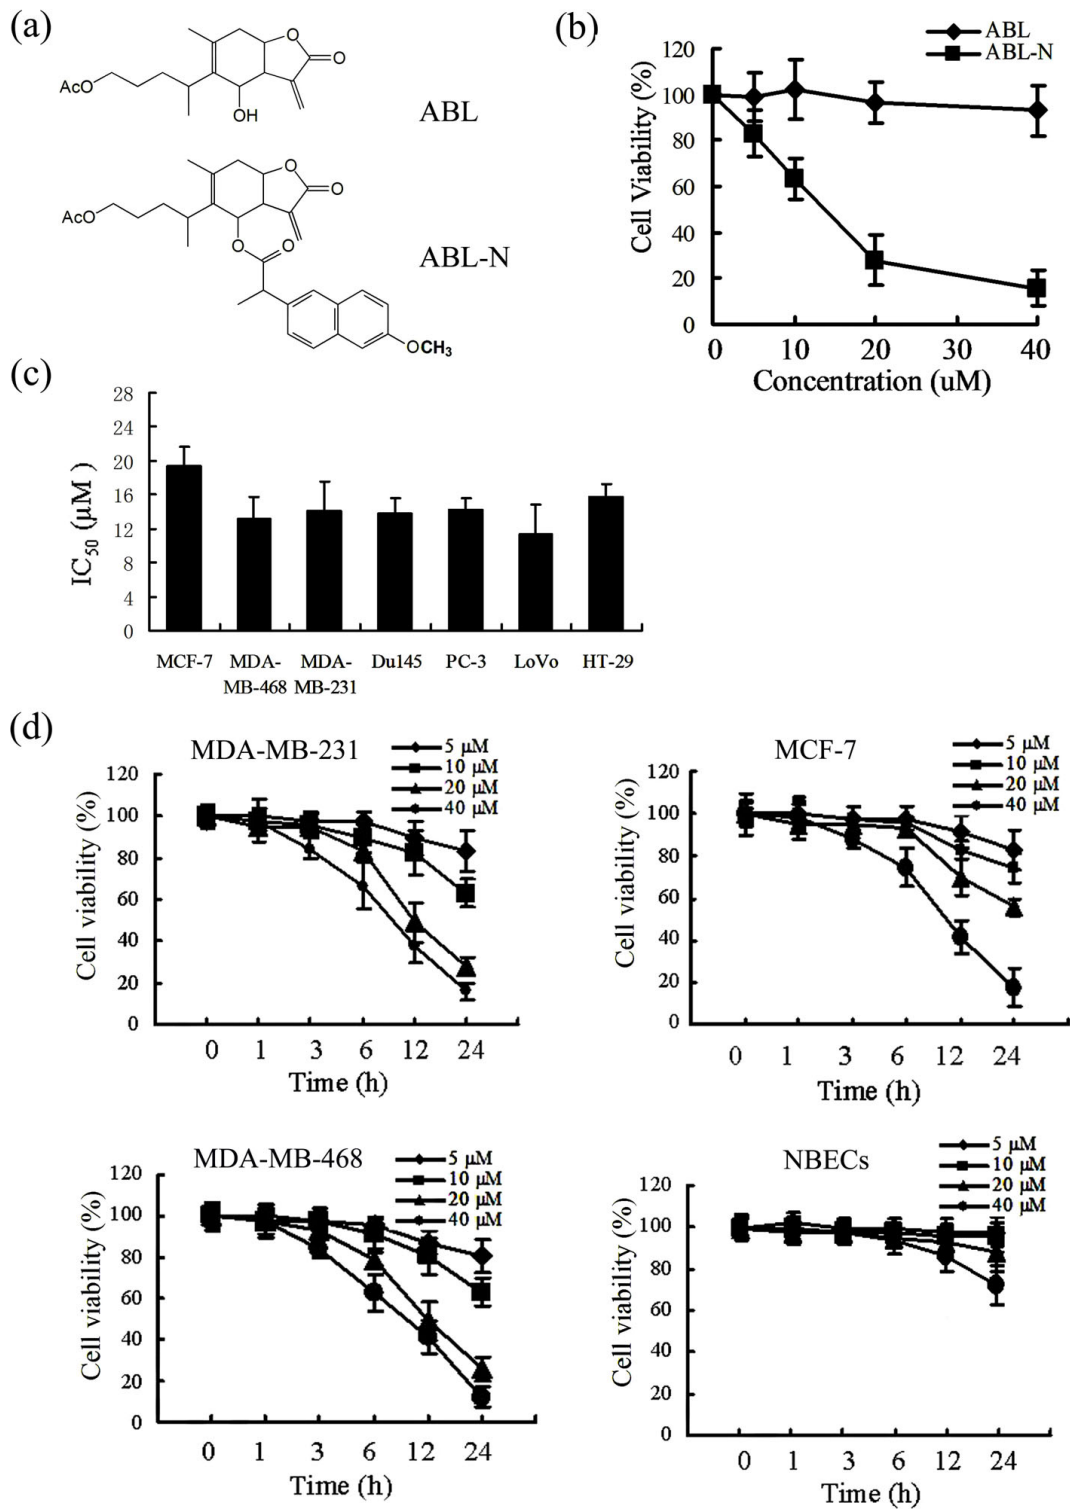 (a)
O
O
AcO
OH
ABL
O
O
AcO
O
O
ABL-N
OCH3
(b)
ABL
ABL-N
120
100
80
60
40
20
0
Cell Viability (%)
0 10 20 30 40
Concentration (uM)
(c)
28
24
20
16
12
8
4
0
IC50 (μM )
MCF-7 MDA- MDA- Du145 PC-3 LoVo HT-29
MB-468 MB-231
(d)
MDA-MB-231
5 μM
10 μM
20 μM
40 μM
120
100
80
60
40
20
0
Cell viability (%)
0 1 3 6 12 24
Time (h)
MCF-7
5 μM
10 μM
20 μM
40 μM
120
100
80
60
40
20
0
Cell viability (%)
0 1 3 6 12 24
Time (h)
MDA-MB-468
5 μM
10 μM
20 μM
40 μM
120
100
80
60
40
20
0
Cell viability (%)
0 1 3 6 12 24
Time (h)
NBECs
5 μM
10 μM
20 μM
40 μM
120
100
80
60
40
20
0
Cell viability (%)
0 1 3 6 12 24
Time (h)